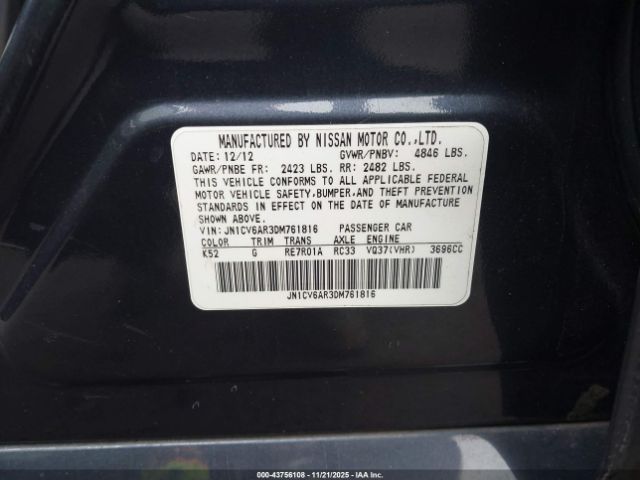 MANUFACTURED BY NISSAN MOTOR CO.,LTD.
DATE: 12/12 GVWR/PNBV: 4846 LBS.
GAWR/PNBE FR: 2423 LBS. RR: 2482 LBS.
THIS VEHICLE CONFORMS TO ALL APPLICABLE FEDERAL
MOTOR VEHICLE SAFETY,BUMPER,AND THEFT PREVENTION
STANDARDS IN EFFECT ON THE DATE OF MANUFACTURE
SHOWN ABOVE.
VIN: JN1CV6AR3DM761816 PASSENGER CAR
COLOR TRIM TRANS AXLE ENGINE
K52 G RE7R01A RC33 VQ37(VHR) 3696CC
JN1CV6AR3DM761816
000-43756108 - 11/21/2025 - IAA Inc.